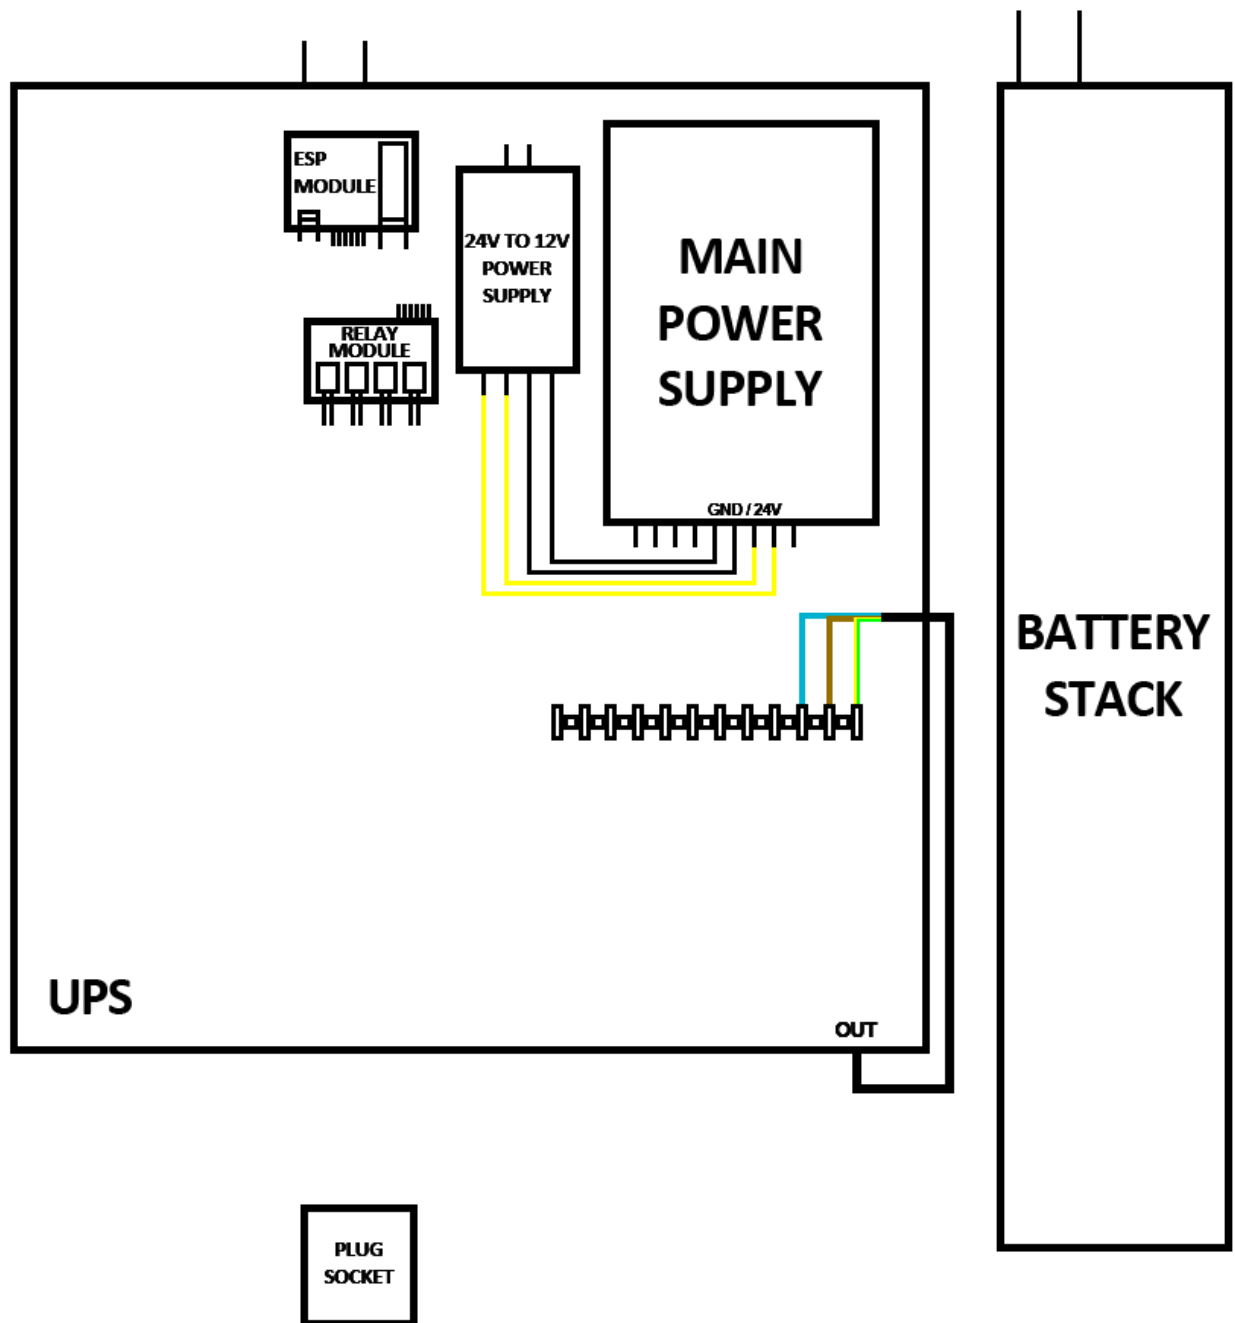 ESP
MODULE
24V TO 12V
POWER
SUPPLY
MAIN
POWER
SUPPLY
RELAY
MODULE
GND / 24V
BATTERY
STACK
UPS
OUT
PLUG
SOCKET